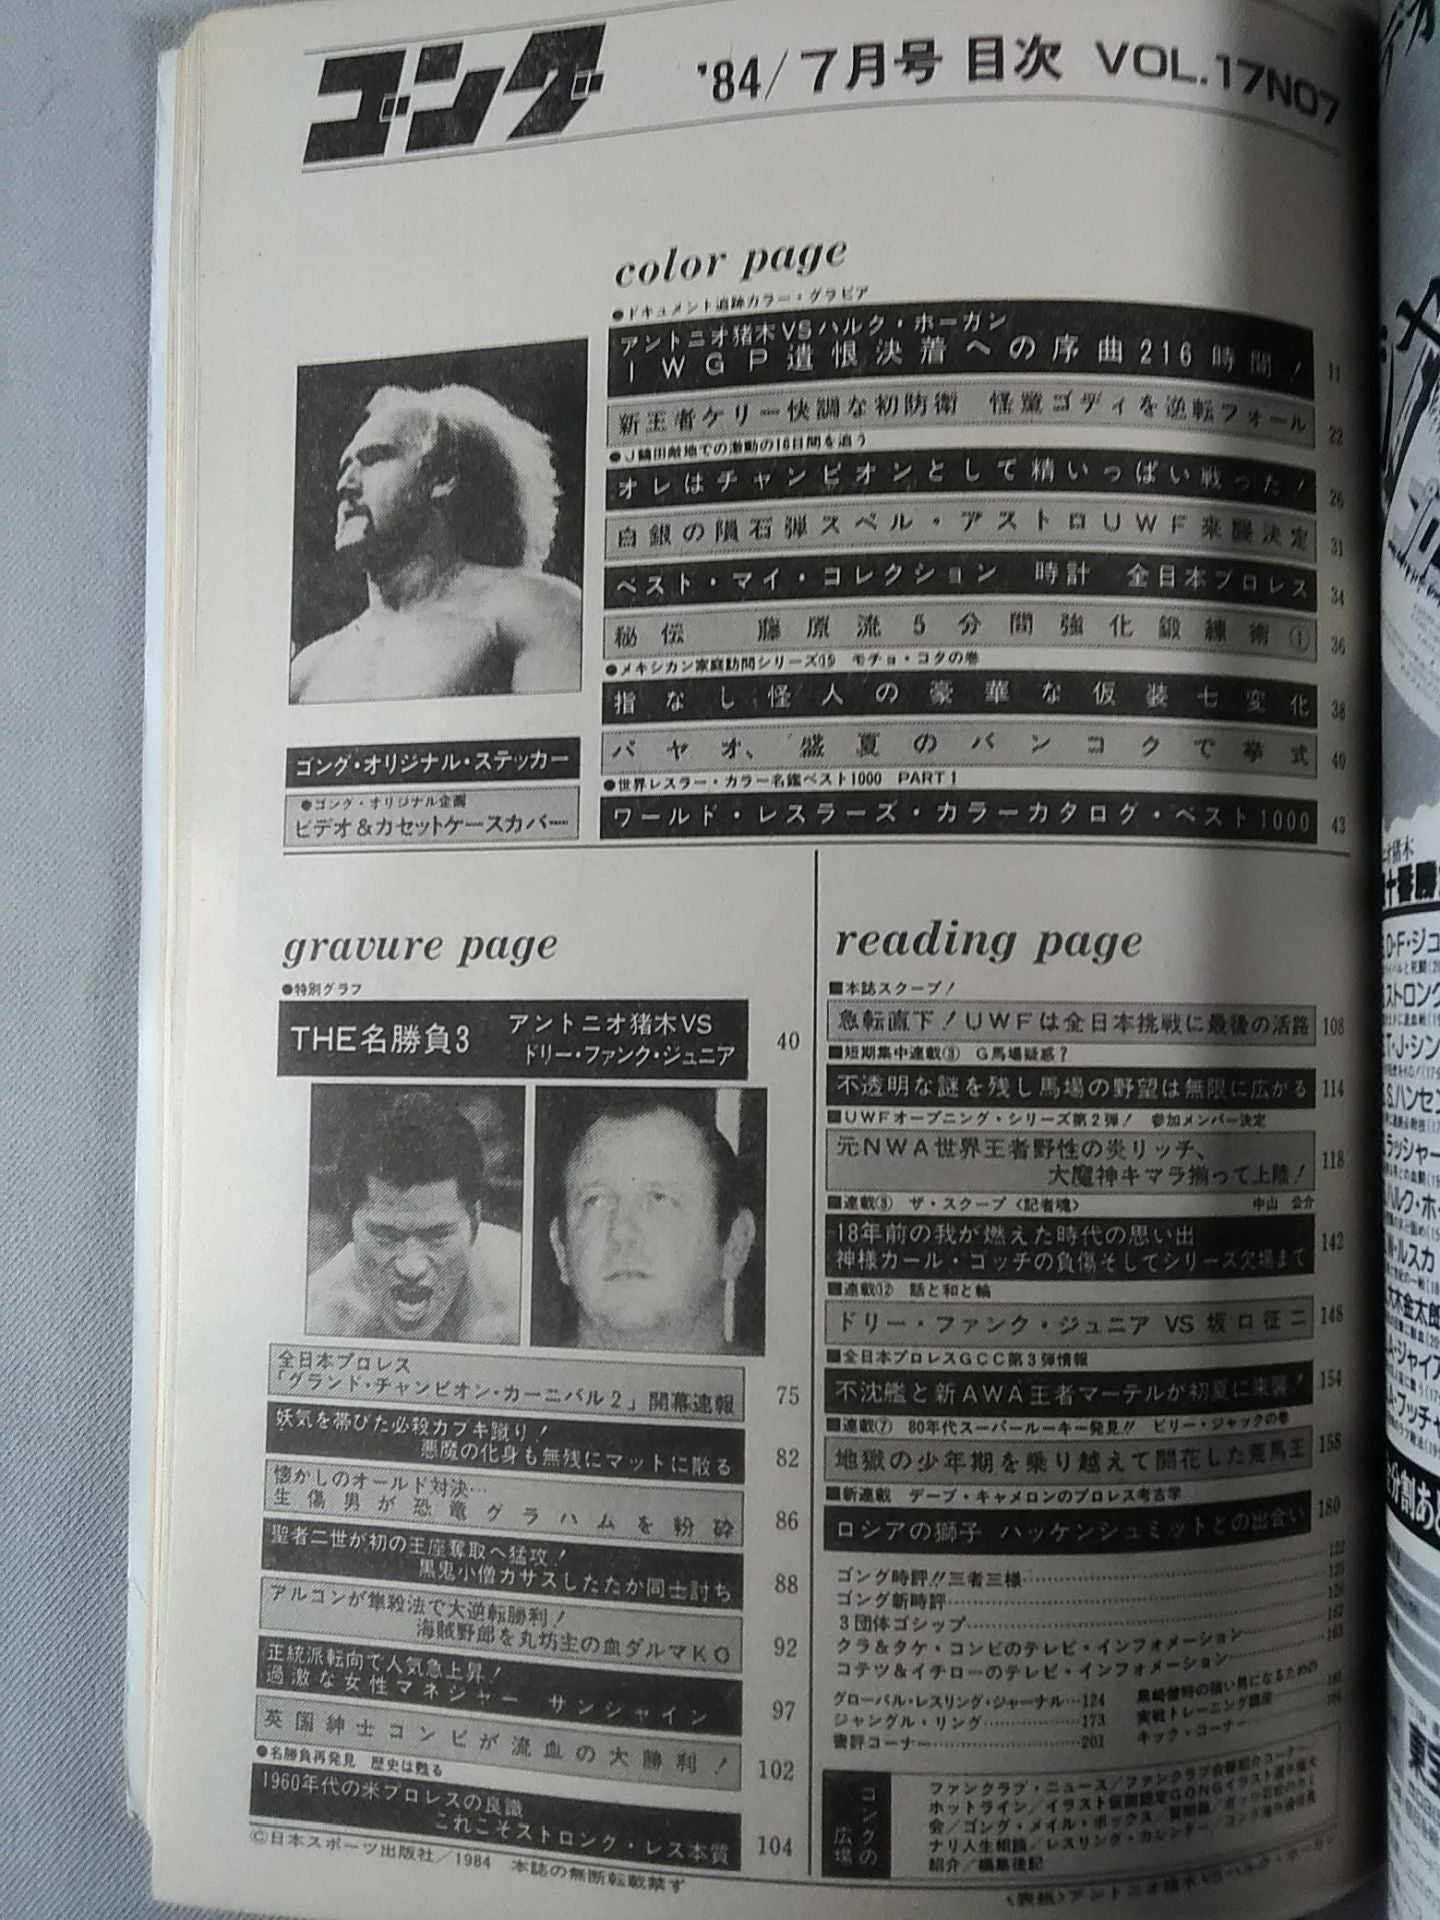 ゴング
'84/7月号 目次 VOL.17NO7
color page
●ドキュメント追跡カラー・グラビア
アントニオ猪木VSハルク・ホーガン
IWGP遺恨決着への序曲216時間! 11
新王者ケリー快調な初防衛 怪童ゴディを逆転フォール 22
●J鶴田敵地での激動の16日間を追う
オレはチャンピオンとして精いっぱい戦った! 26
白銀の隕石弾スペル・アストロUWF来襲決定 31
ベスト・マイ・コレクション 時計 全日本プロレス 34
秘伝 藤原流5分間強化鍛練術① 36
●メキシカン家庭訪問シリーズ⑮ モチョ・コタの巻
指なし怪人の豪華な仮装七変化 38
バヤオ、盛夏のバンコクで挙式 40
●世界レスラー・カラー名鑑ベスト1000 PART1
ワールド・レスラーズ・カラーカタログ・ベスト1000 43
ゴング・オリジナル・ステッカー
●ゴング・オリジナル企画
ビデオ&カセットケースカバー
gravure page
●特別グラフ
THE名勝負3 アントニオ猪木VS
ドリー・ファンク・ジュニア 40
全日本プロレス
「グランド・チャンピオン・カーニバル2」開幕速報 75
妖気を帯びた必殺カブキ蹴り!
悪魔の化身も無残にマットに散る 82
懐かしのオールド対決…
生傷男が恐竜グラハムを粉砕 86
聖者二世が初の王座奪取へ猛攻!
黒鬼小僧カサスしたたか同士討ち 88
アルコンが隼殺法で大逆転勝利!
海賊野郎を丸坊主の血ダルマKO 92
正統派転向で人気急上昇!
過激な女性マネジャー サンシャイン 97
英国紳士コンビが流血の大勝利! 102
●名勝負再発見 歴史は甦る
1960年代の米プロレスの良識
これこそストロング・レス本質 104
©日本スポーツ出版社/1984 本誌の無断転載禁ず
reading page
■本誌スクープ!
急転直下!UWFは全日本挑戦に最後の活路 108
■短期集中連載③ G馬場疑惑?
不透明な謎を残し馬場の野望は無限に広がる 114
■UWFオープニング・シリーズ第2弾! 参加メンバー決定
元NWA世界王者野性の炎リッチ、
大魔神キマラ揃って上陸! 118
■連載③ ザ・スクープ〈記者魂〉 中山 公介
18年前の我が燃えた時代の思い出
神様カール・ゴッチの負傷そしてシリーズ欠場まで 142
■連載⑫ 話と和と輪
ドリー・ファンク・ジュニア VS 坂口征二 148
■全日本プロレスGCC第3弾情報
不沈艦と新AWA王者マーテルが初夏に来襲! 154
■連載⑦ 80年代スーパールーキー発見!! ビリー・ジャックの巻
地獄の少年期を乗り越えて開花した荒馬王 158
■新連載 デーブ・キャメロンのプロレス考古学
ロシアの獅子 ハッケンシュミットとの出合い 180
ゴング時評!!三者三様 122
ゴング新時評 125
3団体ゴシップ 126
クラ&タケ・コンビのテレビ・インフォメーション 162
コテツ&イチローのテレビ・インフォメーション 163
グローバル・レスリング・ジャーナル…124
ジャングル・リング 173
書評コーナー 201
黒崎健時の強い男になるための
実戦トレーニング講座
キック・コーナー
ゴングの広場
ファンクラブ・ニュース/ファンクラブ会報紹介コーナー
ホットライン/イラスト仮面認定GONGイラスト選手権大
会/ゴング・メイル・ボックス/質問箱/
ナリ人生相談/レスリング・カレンダー/
紹介/編集後記
〈表紙〉アントニオ猪木VSハルク・ホーガン